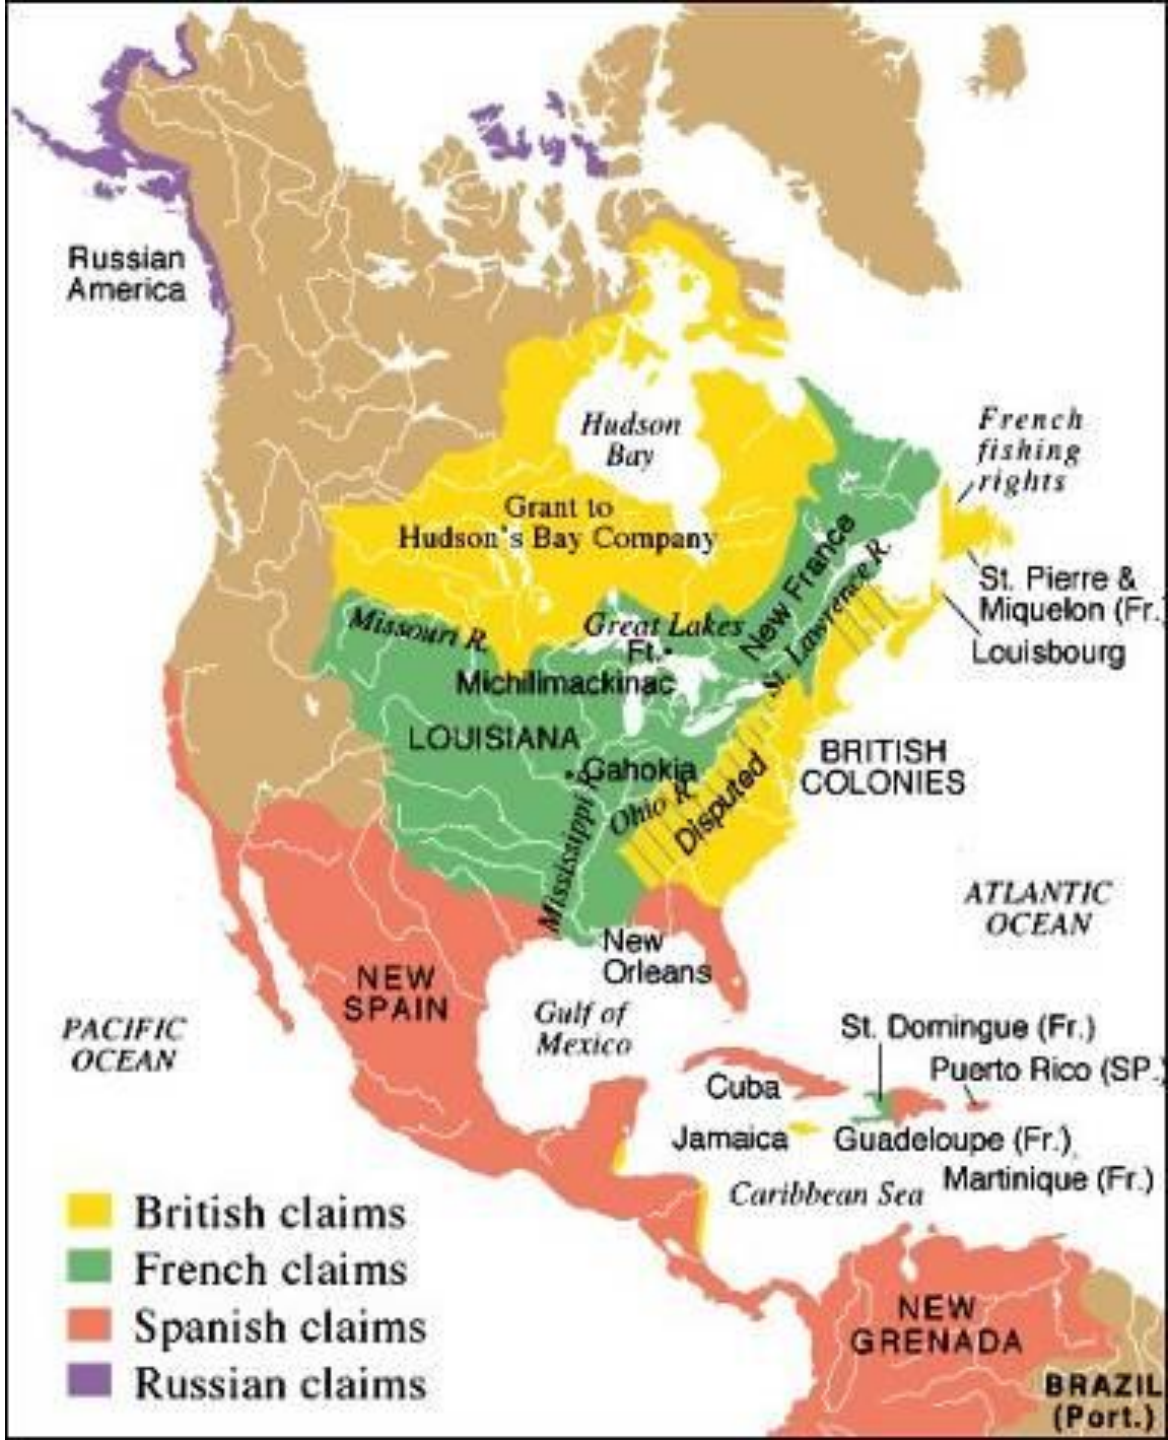 Russian
America
French
fishing
rights
Hudson
Bay
Grant to
Hudson's Bay Company
New France
St. Lawrence R.
St. Pierre &
Miquelon (Fr.)
Louisbourg
Missouri R.
Great Lakes
Ft.
Michilimackinac
LOUISIANA
Gahokia
BRITISH
COLONIES
Mississippi R.
Ohio R.
Disputed
ATLANTIC
OCEAN
New
Orleans
NEW
SPAIN
Gulf of
Mexico
PACIFIC
OCEAN
St. Domingue (Fr.)
Puerto Rico (SP.)
Cuba
Jamaica
Guadeloupe (Fr.)
Martinique (Fr.)
Caribbean Sea
British claims
French claims
Spanish claims
Russian claims
NEW
GRENADA
BRAZIL
(Port.)